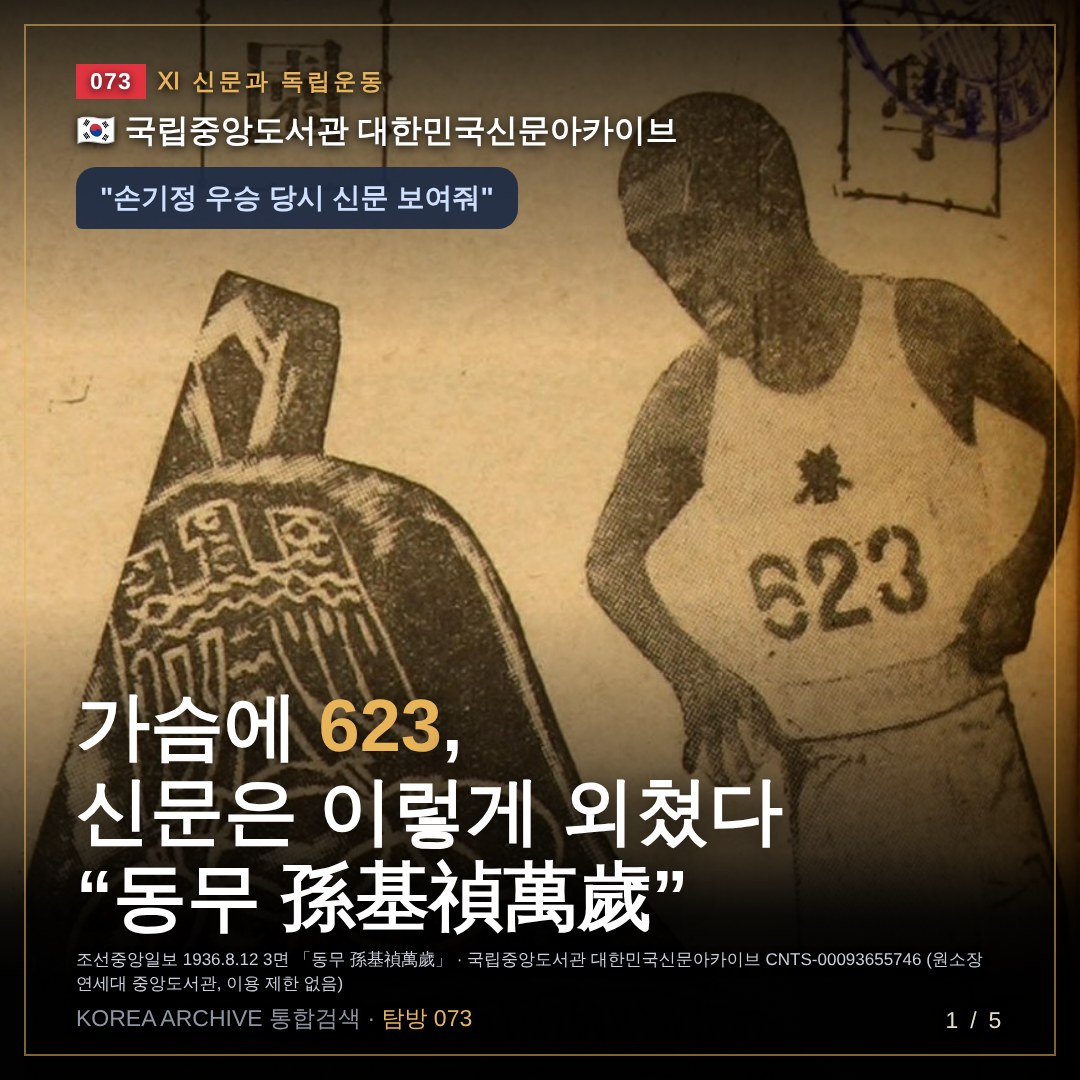 073 XI 신문과 독립운동
국립중앙도서관 대한민국신문아카이브
"손기정 우승 당시 신문 보여줘"
623
가슴에 623,
신문은 이렇게 외쳤다
“동무 孫基禎萬歲”
조선중앙일보 1936.8.12 3면 「동무 孫基禎萬歲」 · 국립중앙도서관 대한민국신문아카이브 CNTS-00093655746 (원소장
연세대 중앙도서관, 이용 제한 없음)
KOREA ARCHIVE 통합검색 · 탐방 073
1 / 5